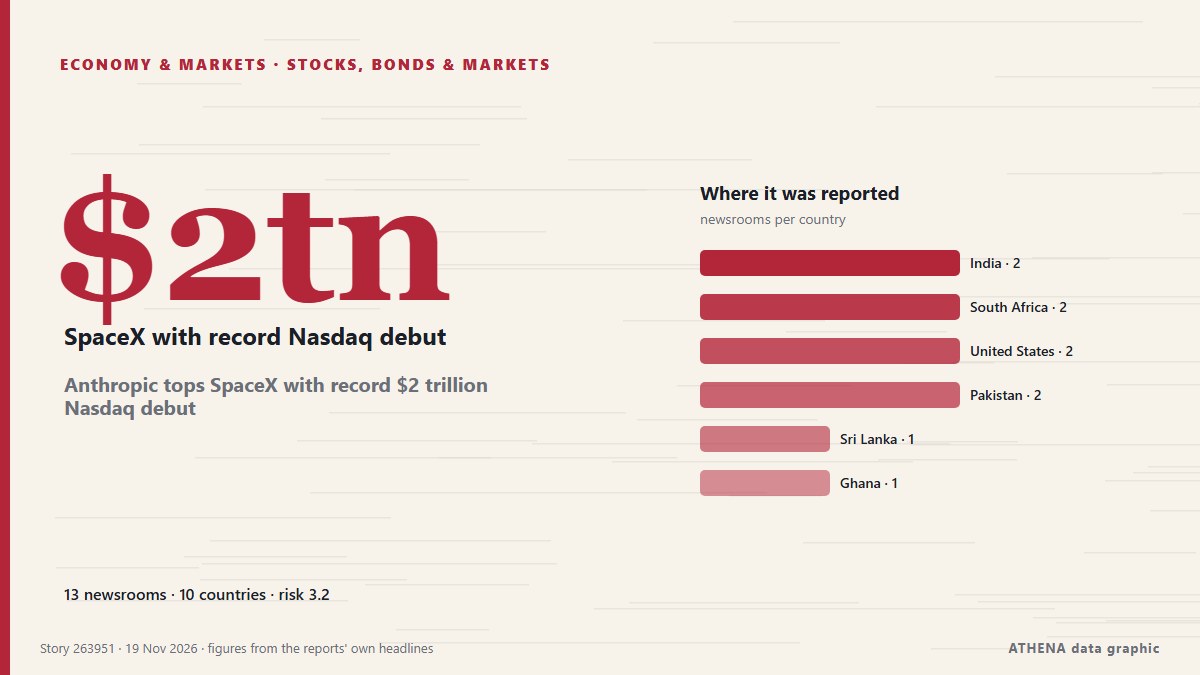 ECONOMY & MARKETS · STOCKS, BONDS & MARKETS
$2tn
SpaceX with record Nasdaq debut
Anthropic tops SpaceX with record $2 trillion
Nasdaq debut
Where it was reported
newsrooms per country
India · 2
South Africa · 2
United States · 2
Pakistan · 2
Sri Lanka · 1
Ghana · 1
13 newsrooms · 10 countries · risk 3.2
Story 263951 · 19 Nov 2026 · figures from the reports' own headlines
ATHENA data graphic